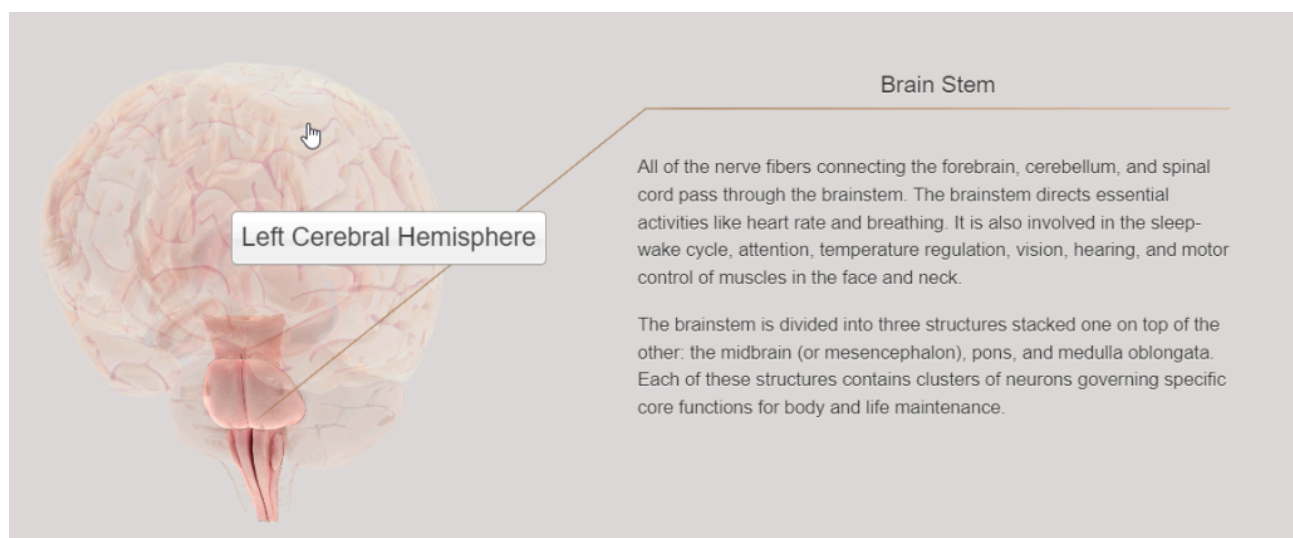 Brain Stem
Left Cerebral Hemisphere
All of the nerve fibers connecting the forebrain, cerebellum, and spinal
cord pass through the brainstem. The brainstem directs essential
activities like heart rate and breathing. It is also involved in the sleep-
wake cycle, attention, temperature regulation, vision, hearing, and motor
control of muscles in the face and neck.
The brainstem is divided into three structures stacked one on top of the
other: the midbrain (or mesencephalon), pons, and medulla oblongata.
Each of these structures contains clusters of neurons governing specific
core functions for body and life maintenance.